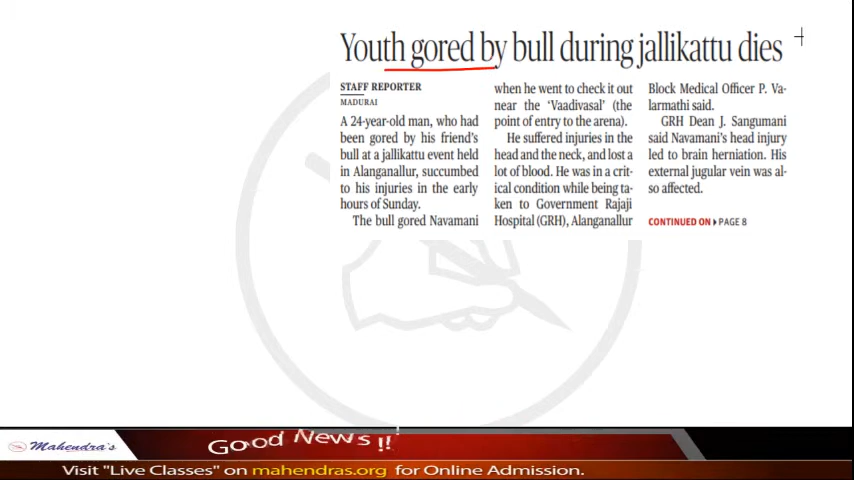 Youth gored by bull during jallikattu dies
STAFF REPORTER
MADURAI
A 24-year-old man, who had
been gored by his friend's
bull at a jallikattu event held
in Alanganallur, succumbed
to his injuries in the early
hours of Sunday.
The bull gored Navamani
when he went to check it out
near the 'Vaadivasal' (the
point of entry to the arena).
He suffered injuries in the
head and the neck, and lost a
lot of blood. He was in a crit-
ical condition while being ta-
ken to Government Rajaji
Hospital (GRH), Alanganallur
Block Medical Officer P. Va-
larmathi said.
GRH Dean J. Sangumani
said Navamani's head injury
led to brain herniation. His
external jugular vein was al-
so affected.
CONTINUED ON PAGE 8
Mahendra's
Good News !!
Visit "Live Classes" on mahendras.org for Online Admission.